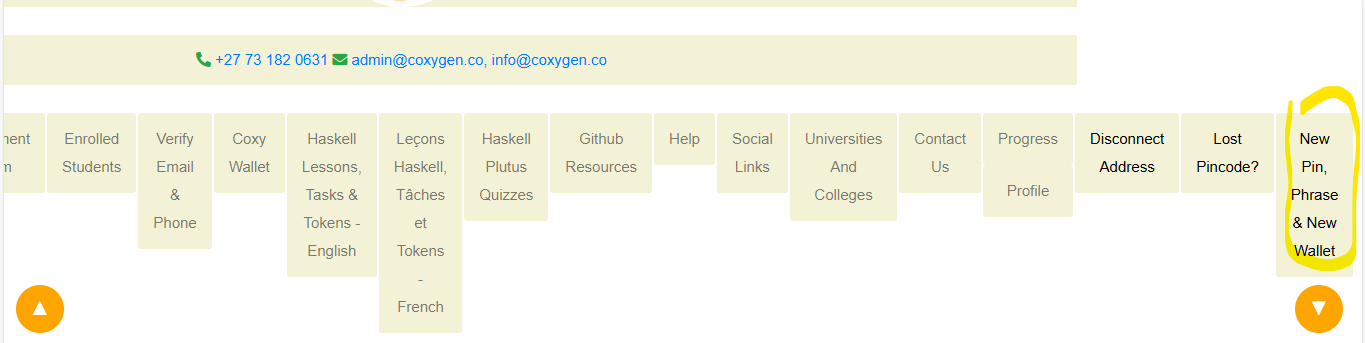 +27 73 182 0631 admin@coxygen.co, info@coxygen.co
Enrolled
Students
Verify
Email
&
Phone
Coxy
Wallet
Haskell
Lessons,
Tasks &
Tokens -
English
Leçons
Haskell,
Tâches
et
Tokens
-
French
Haskell
Plutus
Quizzes
Github
Resources
Help
Social
Links
Universities
And
Colleges
Contact
Us
Progress
Profile
Disconnect
Address
Lost
Pincode?
New
Pin,
Phrase
& New
Wallet